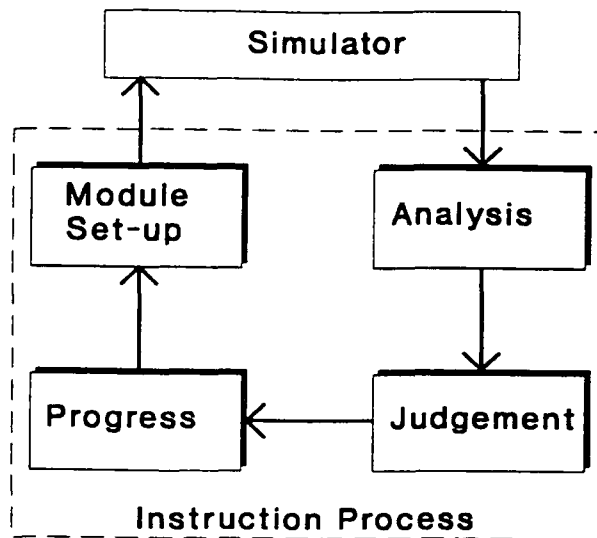 Simulator
Module
Set-up
Analysis
Progress
Judgement
Instruction Process